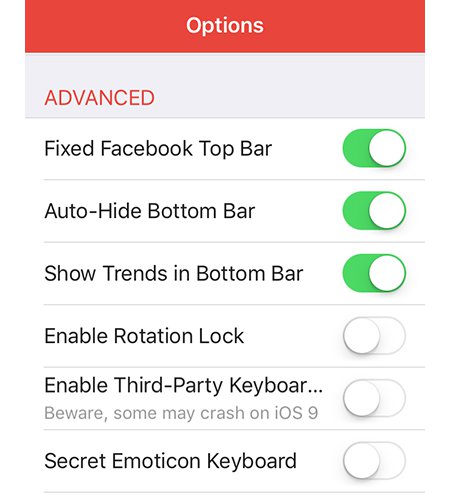 Options
ADVANCED
Fixed Facebook Top Bar
Auto-Hide Bottom Bar
Show Trends in Bottom Bar
Enable Rotation Lock
Enable Third-Party Keyboar...
Beware, some may crash on iOS 9
Secret Emoticon Keyboard